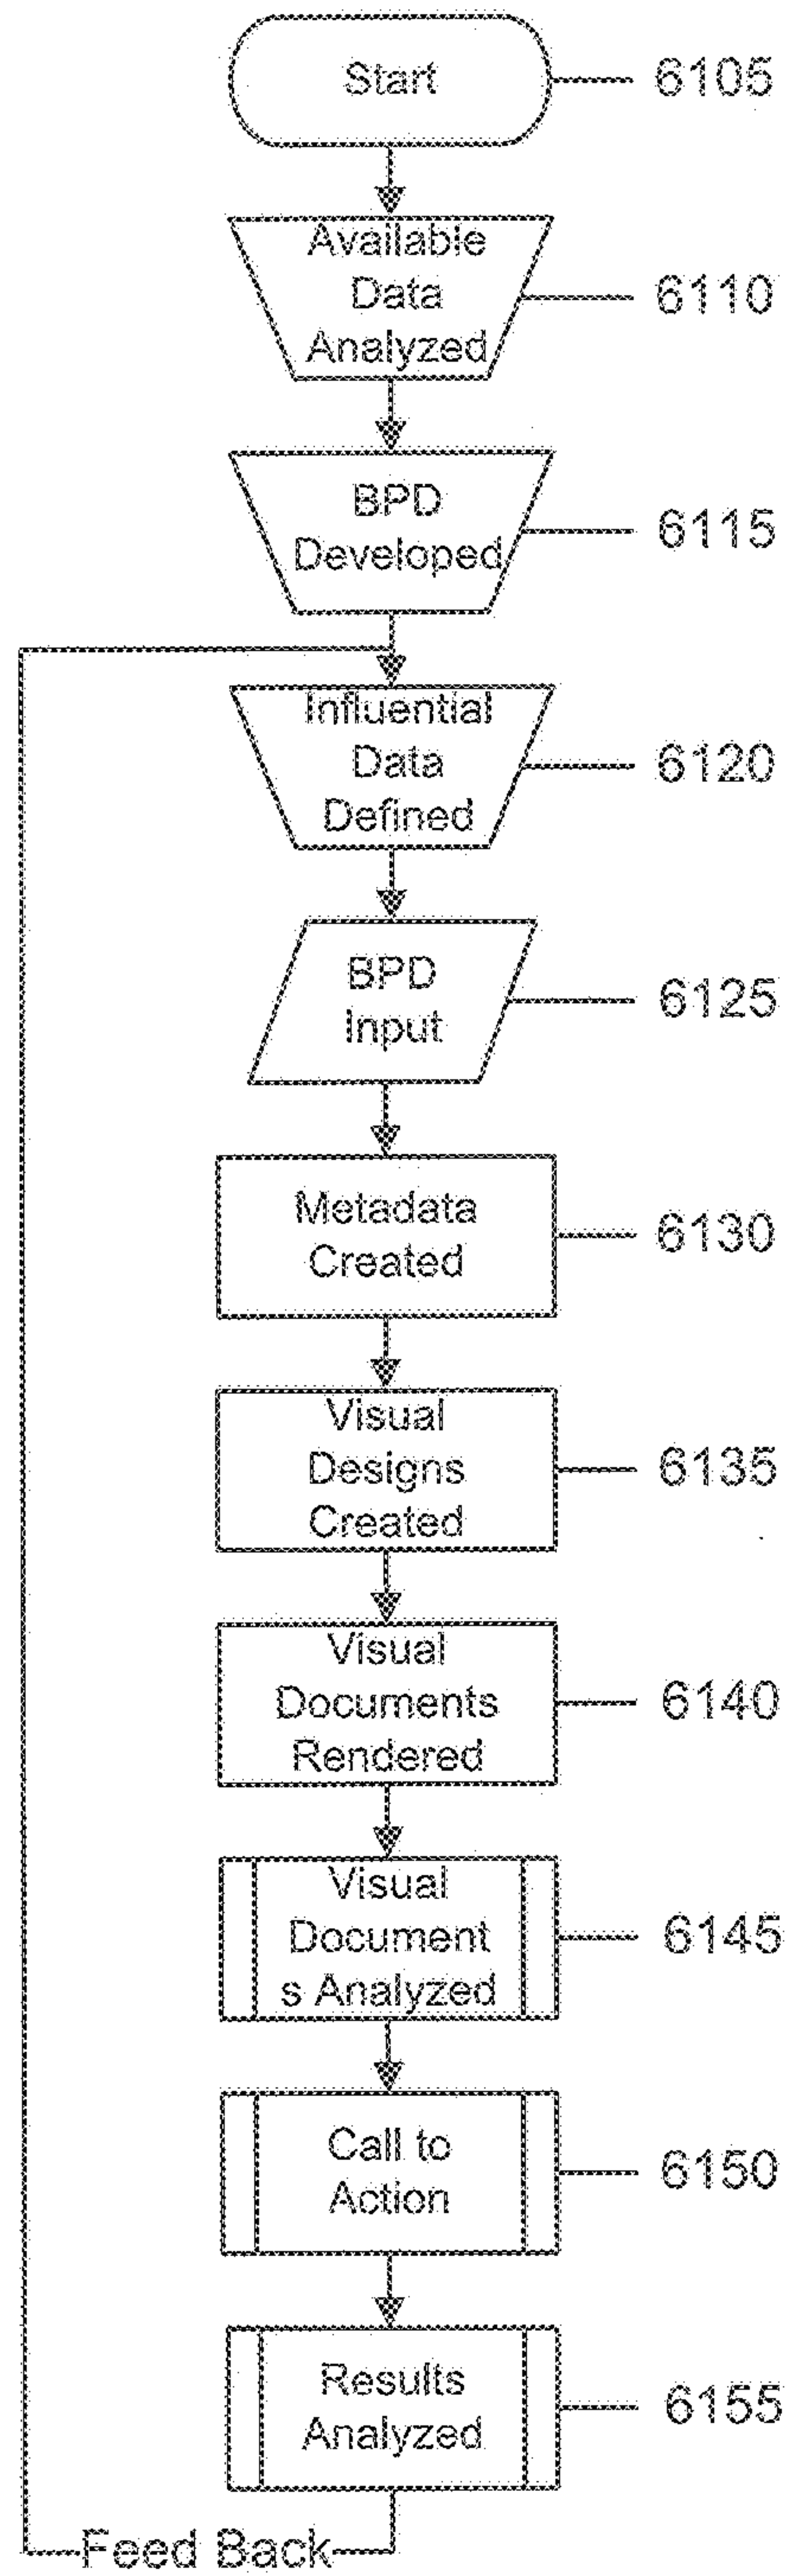 Start
6105
Available
Data
Analyzed
6110
BPD
Developed
6115
Influential
Data
Defined
6120
BPD
Input
6125
Metadata
Created
6130
Visual
Designs
Created
6135
Visual
Documents
Rendered
6140
Visual
Document
s Analyzed
6145
Call to
Action
6150
Results
Analyzed
6155
Feed Back